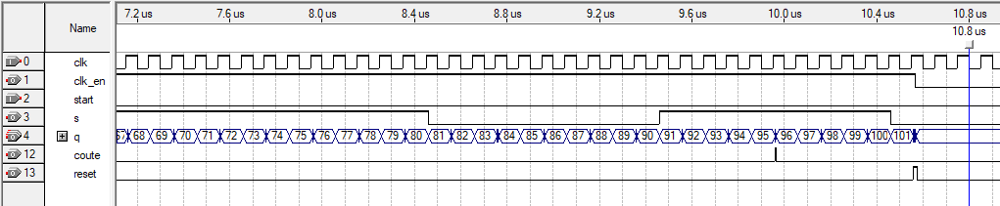 7.2 us 7.6 us 8.0 us 8.4 us 8.8 us 9.2 us 9.6 us 10.0 us 10.4 us 10.8 us
Name
10.8 us
0 clk
1 clk_en
2 start
3 s
4 q 67 68 69 70 71 72 73 74 75 76 77 78 79 80 81 82 83 84 85 86 87 88 89 90 91 92 93 94 95 96 97 98 99 100 101
12 coute
13 reset